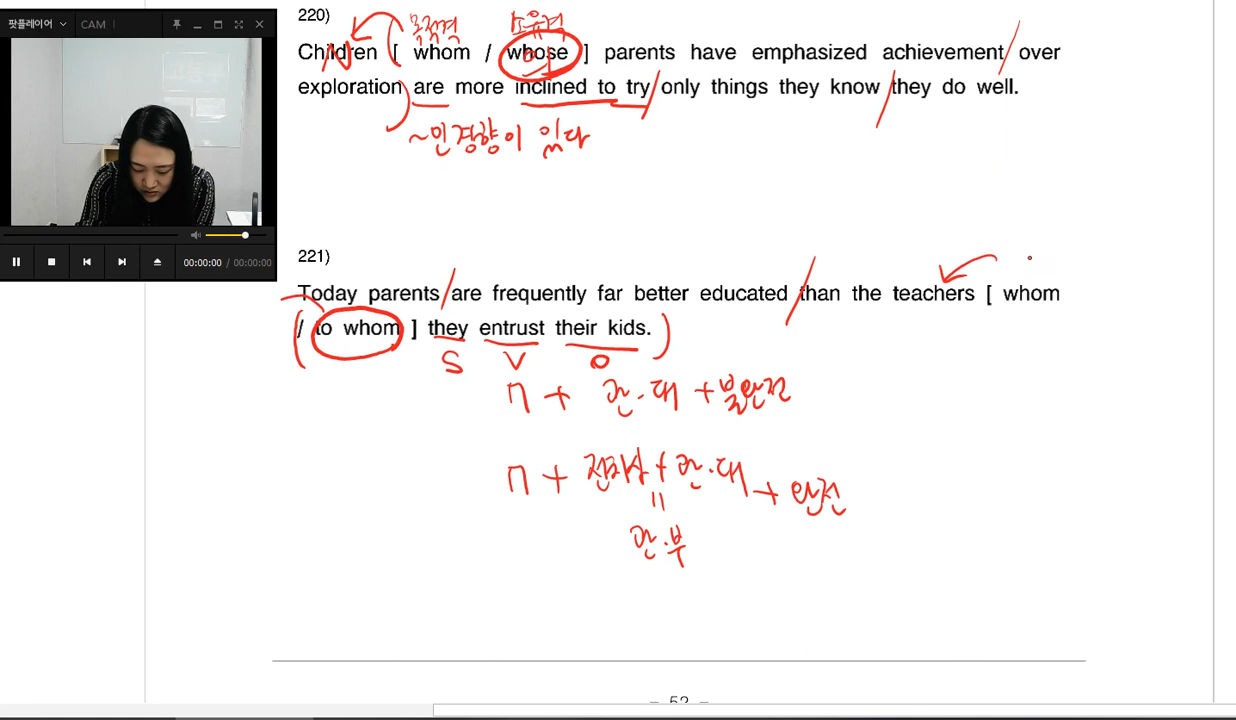 팟플레이어 CAM
00:00:00 / 00:00:00
220)
목적격 소유격
Children [ whom / whose ] parents have emphasized achievement over
N 의
exploration are more inclined to try only things they know they do well.
~인 경향이 있다
221)
Today parents are frequently far better educated than the teachers [ whom
/ to whom ] they entrust their kids.
S V O
n + 관·대 + 불완전
n + 전치사 + 관·대 + 완전
=
관·부
- 52 -